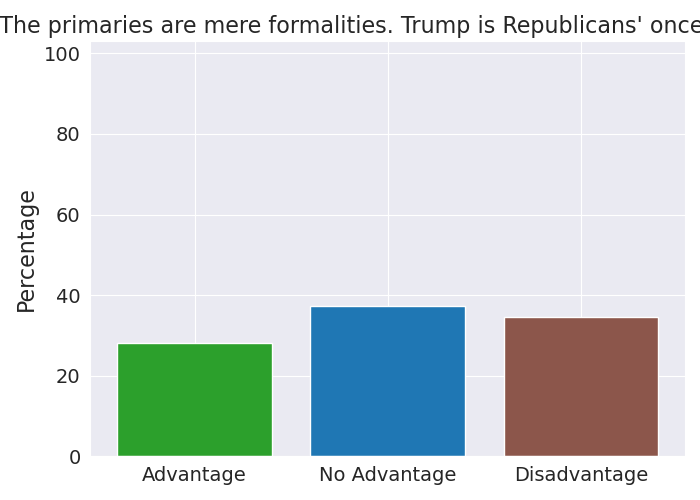 The primaries are mere formalities. Trump is Republicans' once
100
80
60
40
20
0
Percentage
Advantage
No Advantage
Disadvantage